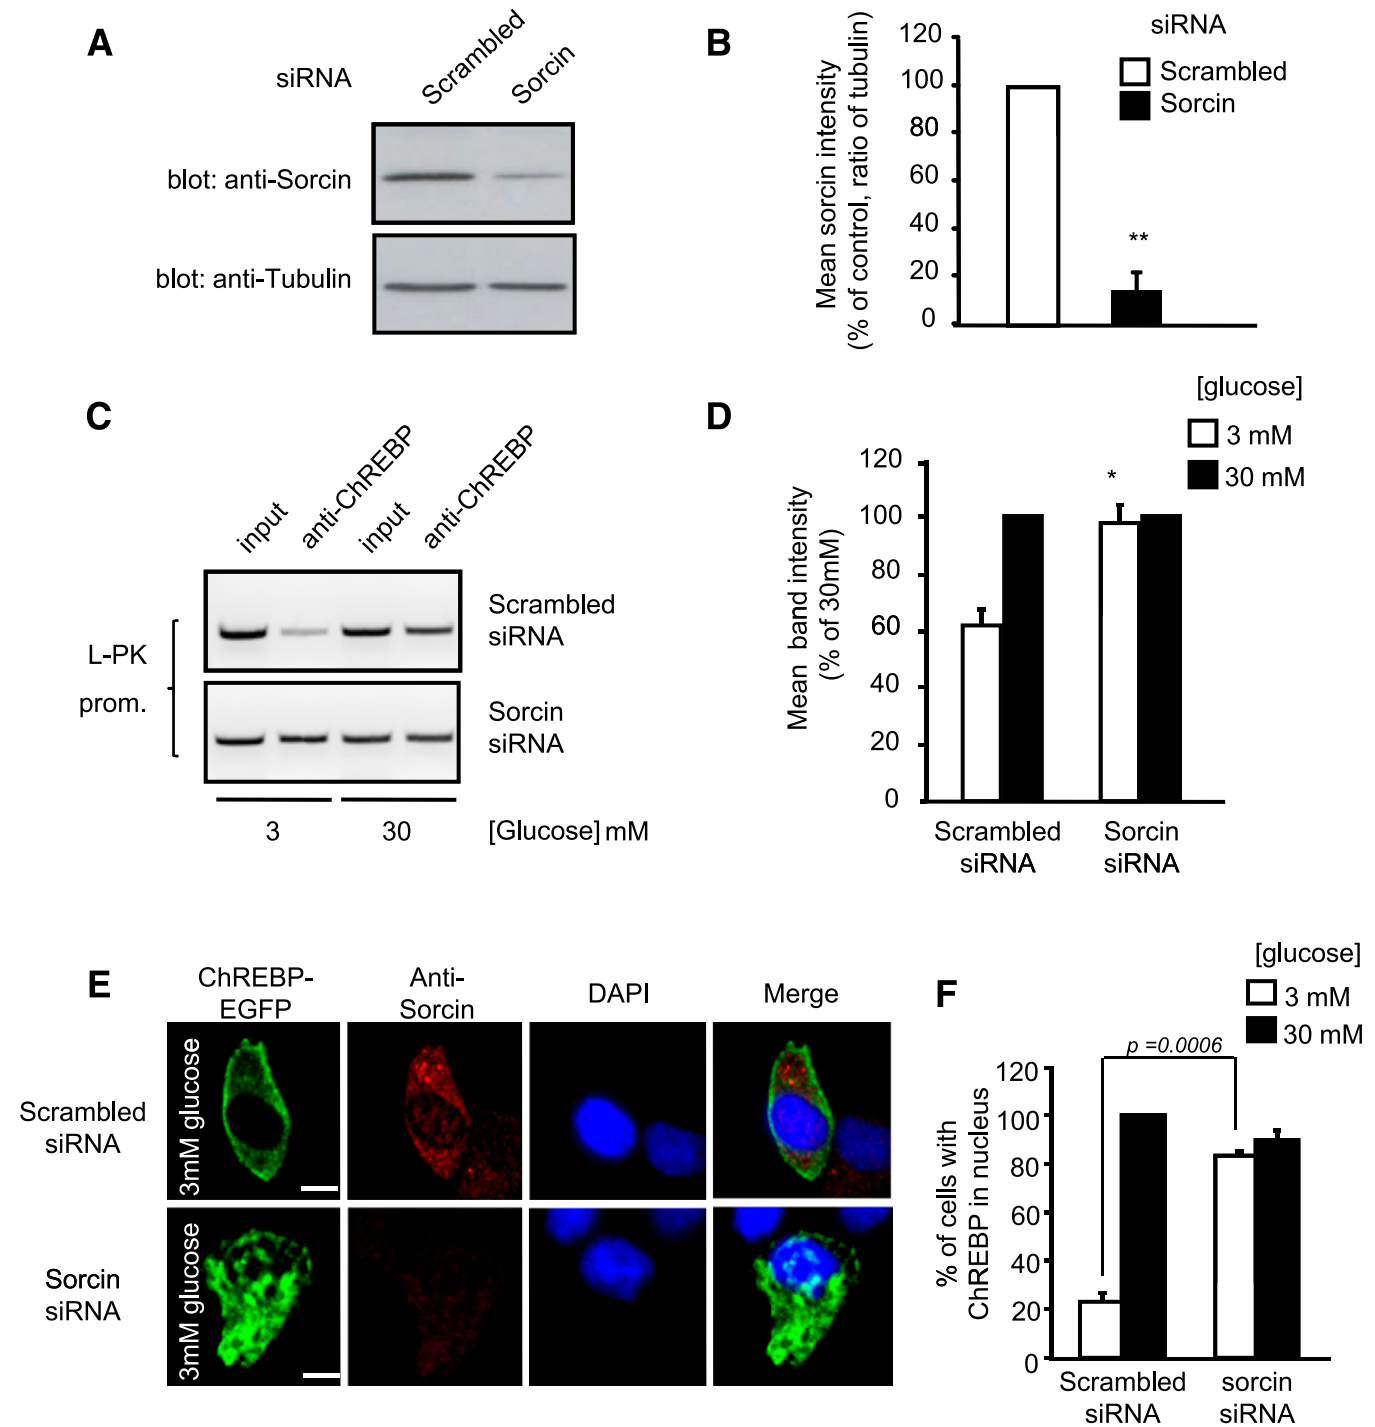 A
siRNA
Scrambled
Sorcin
blot: anti-Sorcin
blot: anti-Tubulin
B
siRNA
Scrambled
Sorcin
Mean sorcin intensity
(% of control, ratio of tubulin)
120
100
80
60
40
20
0
**
C
input
anti-ChREBP
input
anti-ChREBP
L-PK
prom.
Scrambled
siRNA
Sorcin
siRNA
3
30
[Glucose] mM
D
[glucose]
3 mM
30 mM
Mean band intensity
(% of 30mM)
120
100
80
60
40
20
0
*
Scrambled
siRNA
Sorcin
siRNA
E
ChREBP-
EGFP
Anti-
Sorcin
DAPI
Merge
Scrambled
siRNA
3mM glucose
Sorcin
siRNA
3mM glucose
F
[glucose]
3 mM
30 mM
p =0.0006
% of cells with
ChREBP in nucleus
120
100
80
60
40
20
0
Scrambled
siRNA
sorcin
siRNA